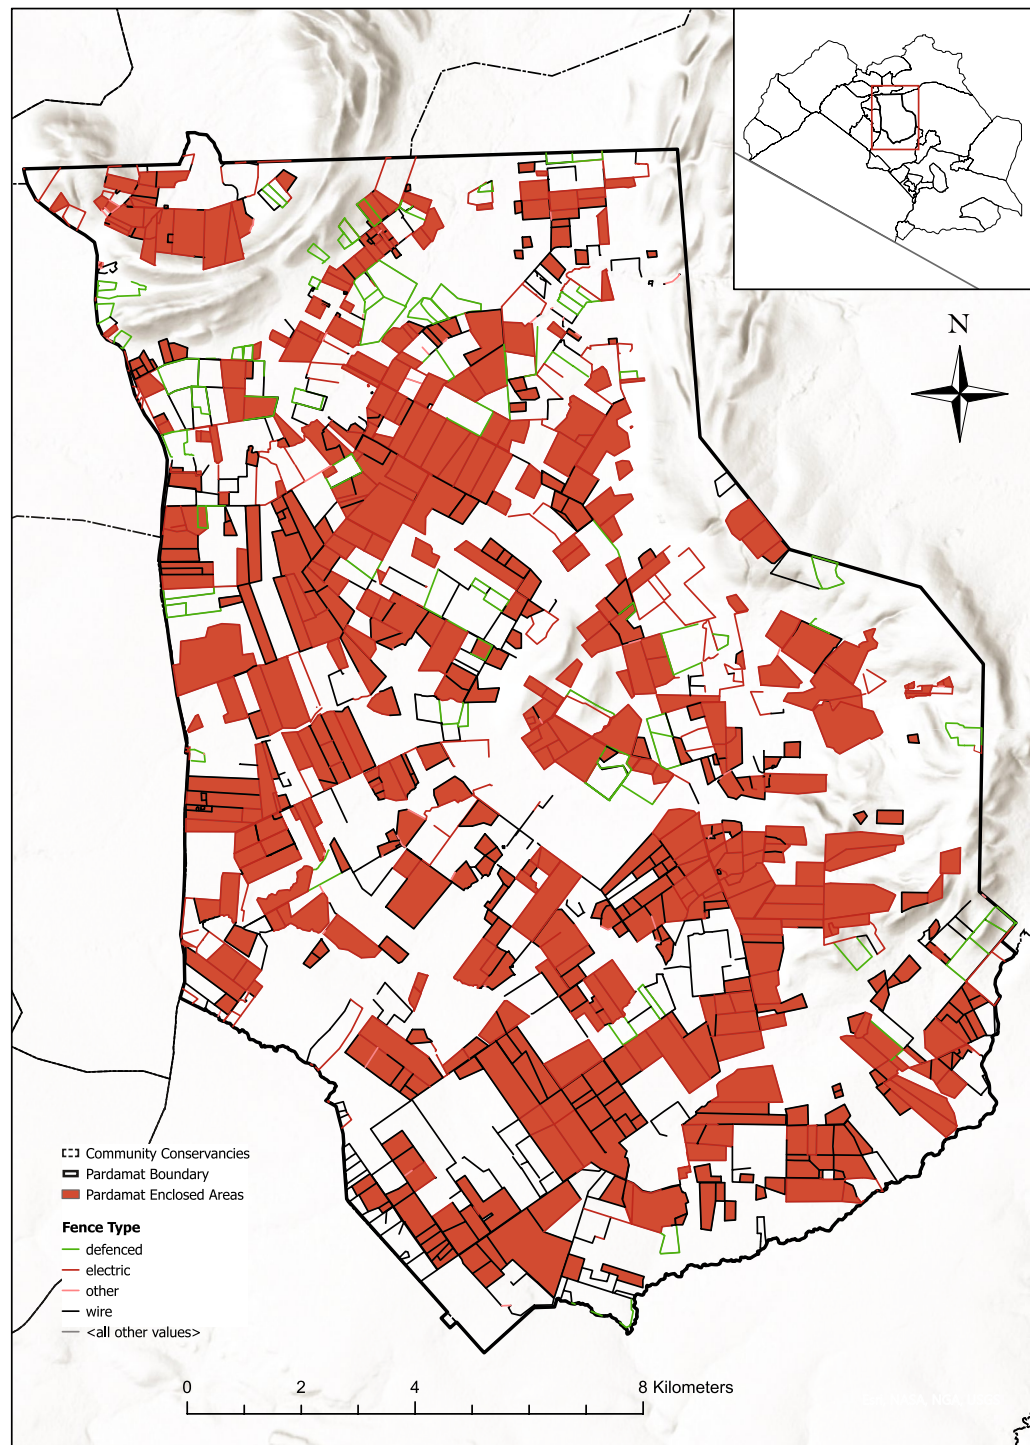 N
Community Conservancies
Pardamat Boundary
Pardamat Enclosed Areas
Fence Type
defenced
electric
other
wire
<all other values>
0 2 4 8 Kilometers